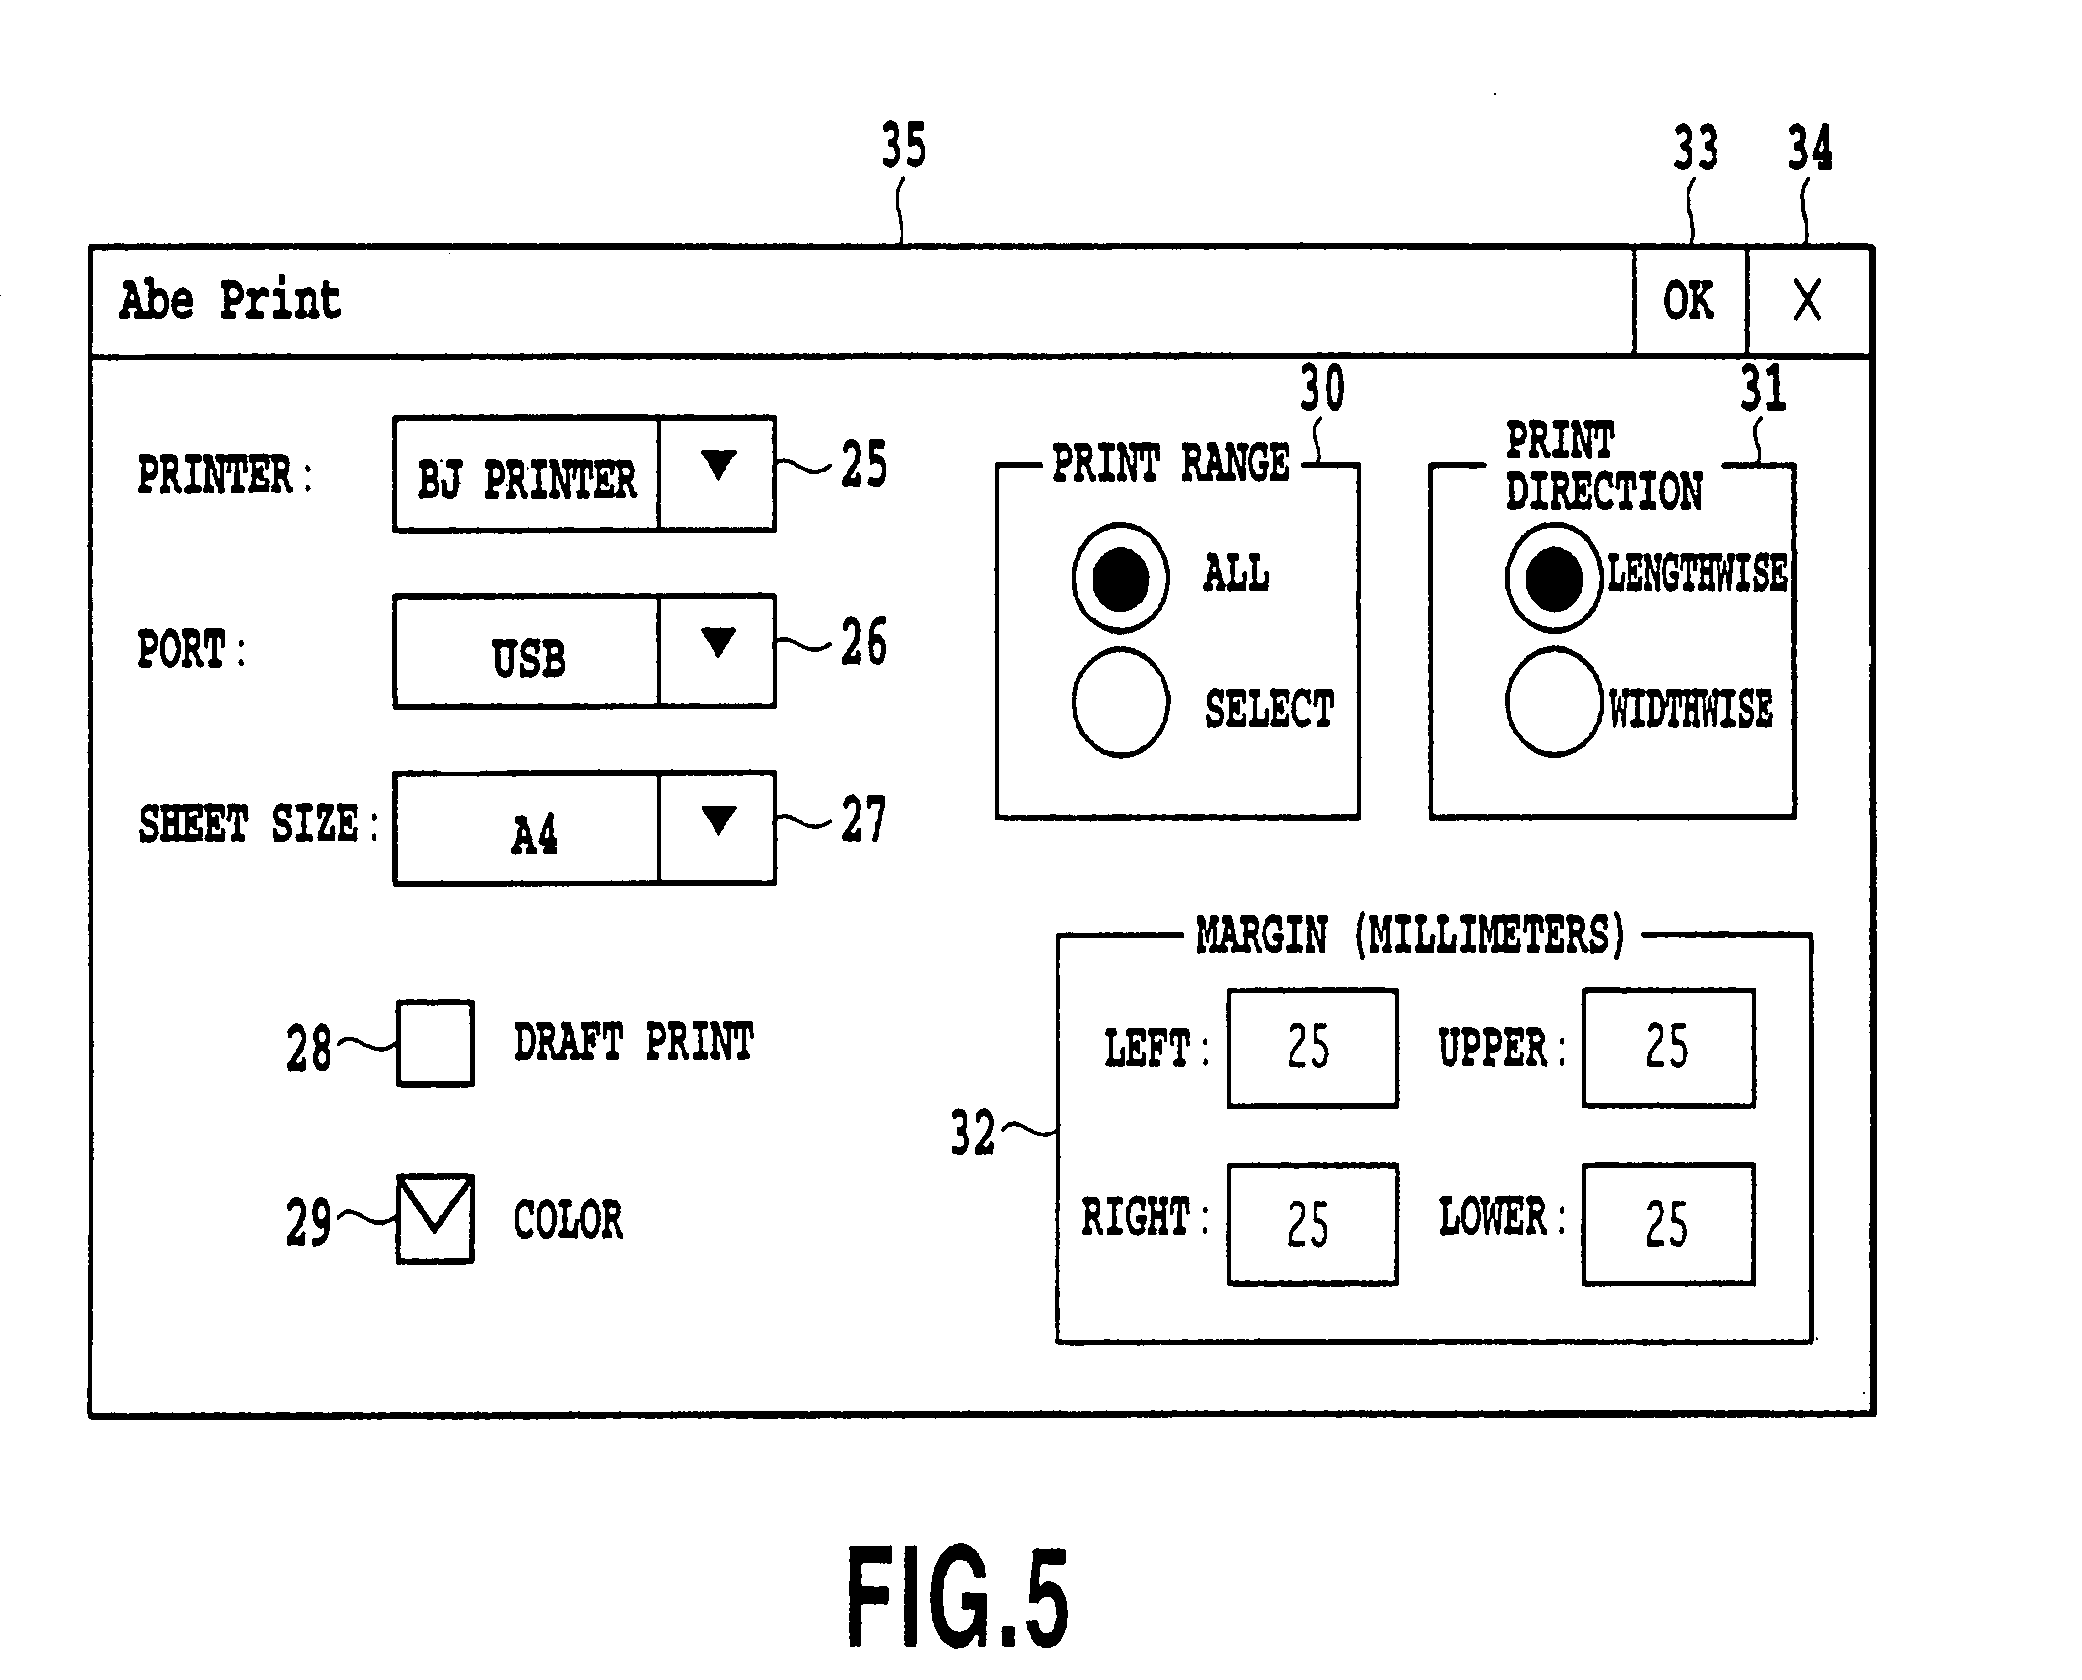 35
33
34
Abe Print
OK
X
PRINTER:
BJ PRINTER
25
PORT:
USB
26
SHEET SIZE:
A4
27
28
DRAFT PRINT
29
COLOR
30
PRINT RANGE
ALL
SELECT
31
PRINT
DIRECTION
LENGTHWISE
WIDTHWISE
MARGIN (MILLIMETERS)
32
LEFT: 25 UPPER: 25
RIGHT: 25 LOWER: 25
FIG.5